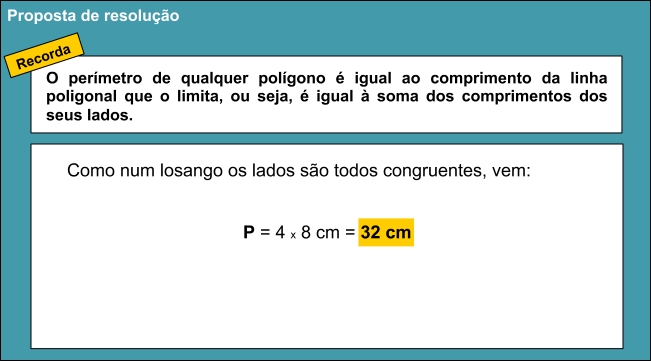 Proposta de resolução
Recorda
O perímetro de qualquer polígono é igual ao comprimento da linha
poligonal que o limita, ou seja, é igual à soma dos comprimentos dos
seus lados.
Como num losango os lados são todos congruentes, vem:
P = 4 x 8 cm = 32 cm